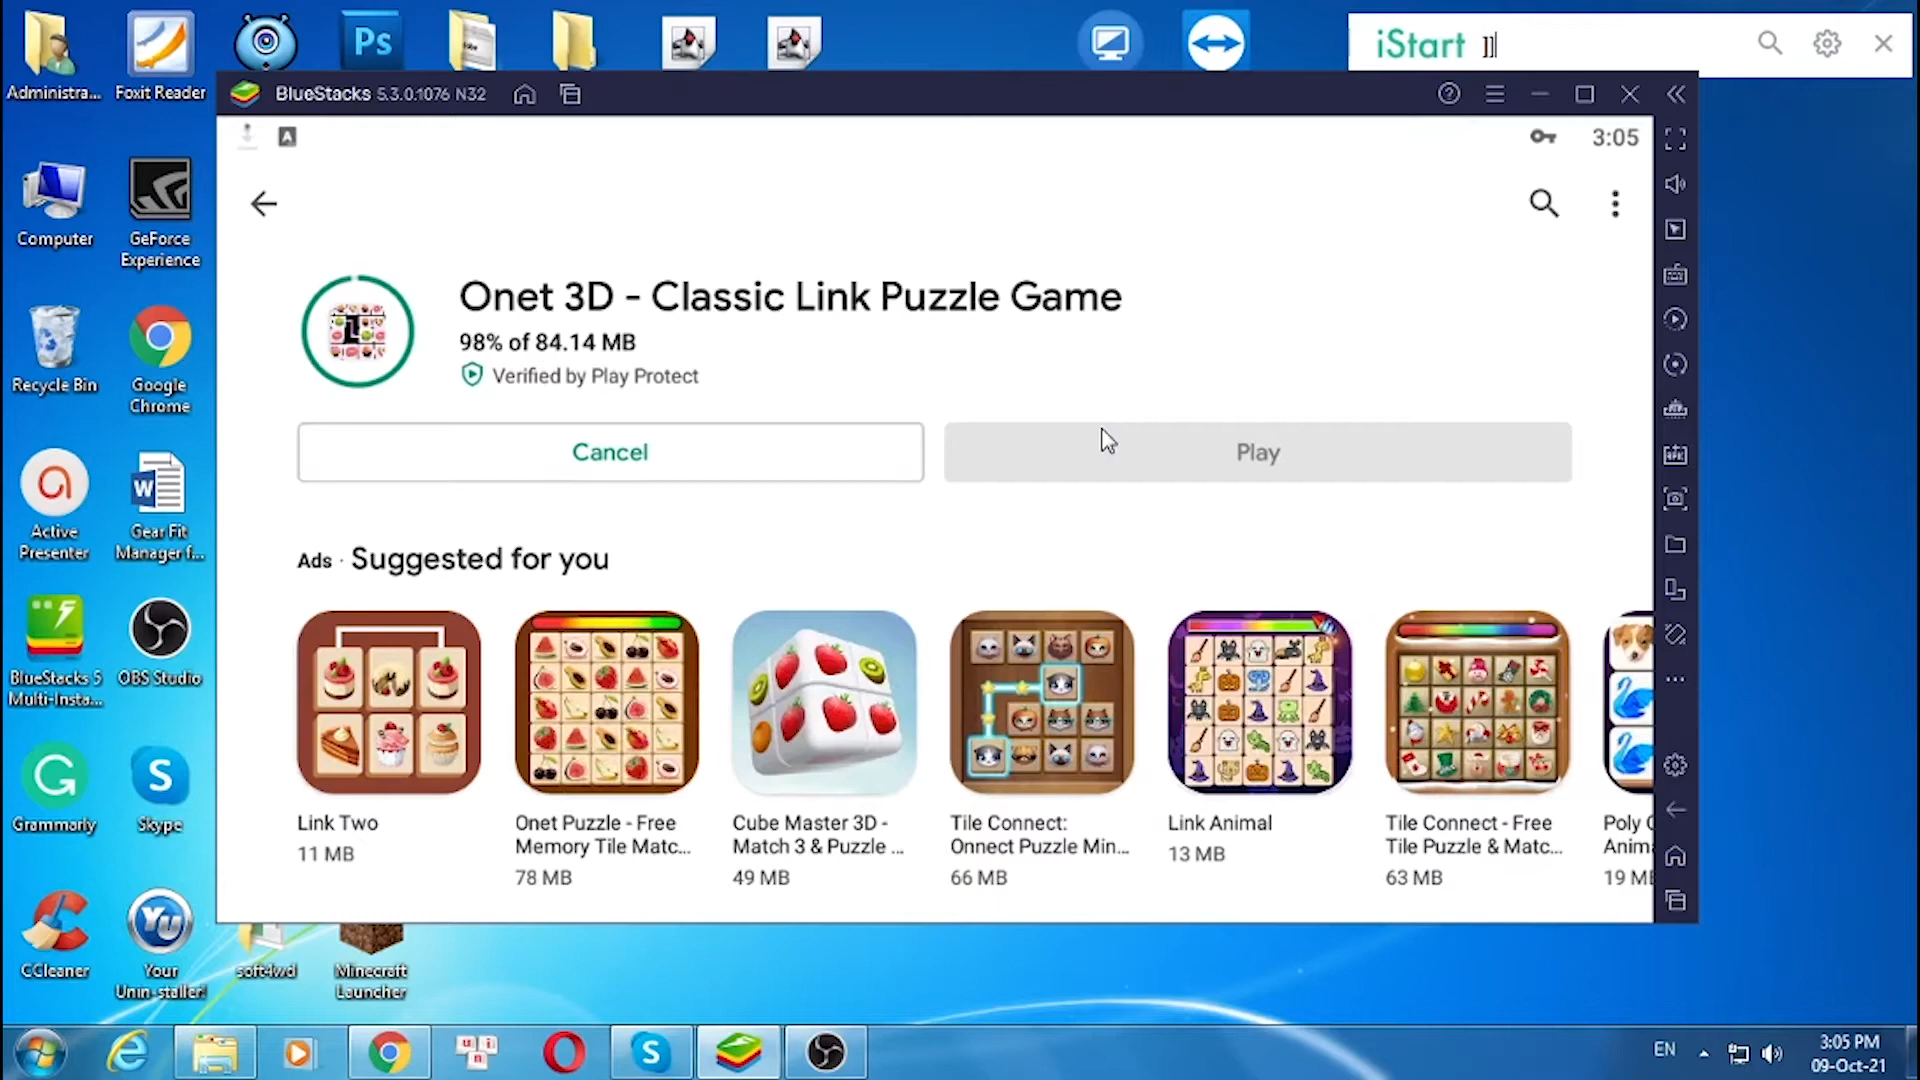 iStart ]]
Ps
Administra...
Foxit Reader
BlueStacks 5.3.0.1076 N32
A
3:05
Computer
GeForce
Experience
Onet 3D - Classic Link Puzzle Game
98% of 84.14 MB
Verified by Play Protect
Recycle Bin
Google
Chrome
Cancel
Play
Active
Presenter
Gear Fit
Manager f...
Ads · Suggested for you
BlueStacks 5
Multi-Insta...
OBS Studio
Link Two
11 MB
Onet Puzzle - Free
Memory Tile Matc...
78 MB
Cube Master 3D -
Match 3 & Puzzle ...
49 MB
Tile Connect:
Onnect Puzzle Min...
66 MB
Link Animal
13 MB
Tile Connect - Free
Tile Puzzle & Matc...
63 MB
Poly
Anim
19 M
Grammarly
Skype
CCleaner
Your
Unin-staller!
soft4wd
Minecraft
Launcher
EN
3:05 PM
09-Oct-21